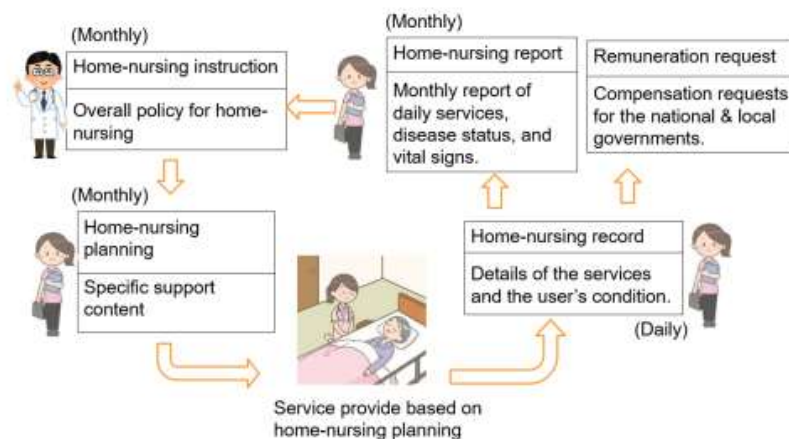 (Monthly)
Home-nursing instruction
Overall policy for home-
nursing
(Monthly)
Home-nursing report
Monthly report of
daily services,
disease status, and
vital signs.
Remuneration request
Compensation requests
for the national & local
governments.
(Monthly)
Home-nursing
planning
Specific support
content
Home-nursing record
Details of the services
and the user's condition.
(Daily)
Service provide based on
home-nursing planning